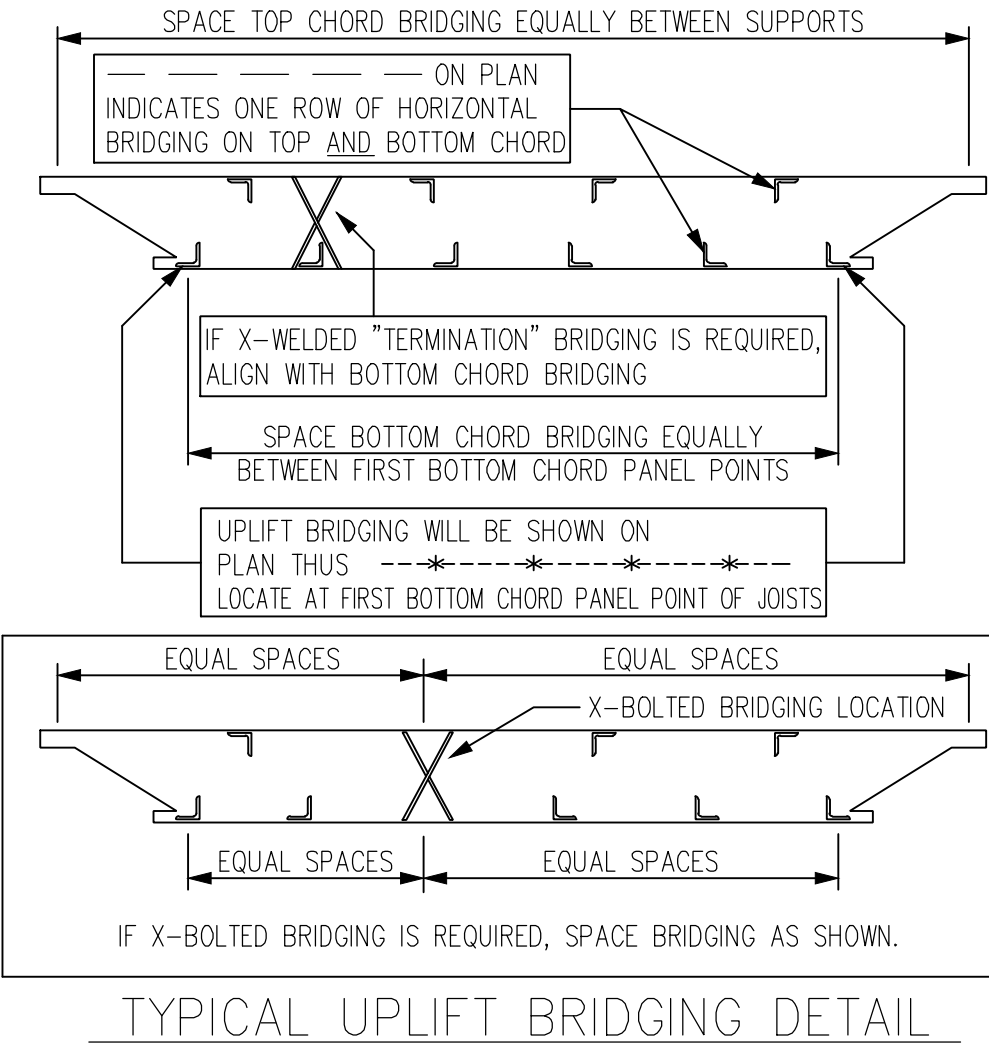 SPACE TOP CHORD BRIDGING EQUALLY BETWEEN SUPPORTS
— — — — — ON PLAN
INDICATES ONE ROW OF HORIZONTAL
BRIDGING ON TOP AND BOTTOM CHORD
IF X-WELDED "TERMINATION" BRIDGING IS REQUIRED,
ALIGN WITH BOTTOM CHORD BRIDGING
SPACE BOTTOM CHORD BRIDGING EQUALLY
BETWEEN FIRST BOTTOM CHORD PANEL POINTS
UPLIFT BRIDGING WILL BE SHOWN ON
PLAN THUS ---*----*----*----*---
LOCATE AT FIRST BOTTOM CHORD PANEL POINT OF JOISTS
EQUAL SPACES
EQUAL SPACES
X-BOLTED BRIDGING LOCATION
EQUAL SPACES
EQUAL SPACES
IF X-BOLTED BRIDGING IS REQUIRED, SPACE BRIDGING AS SHOWN.
TYPICAL UPLIFT BRIDGING DETAIL